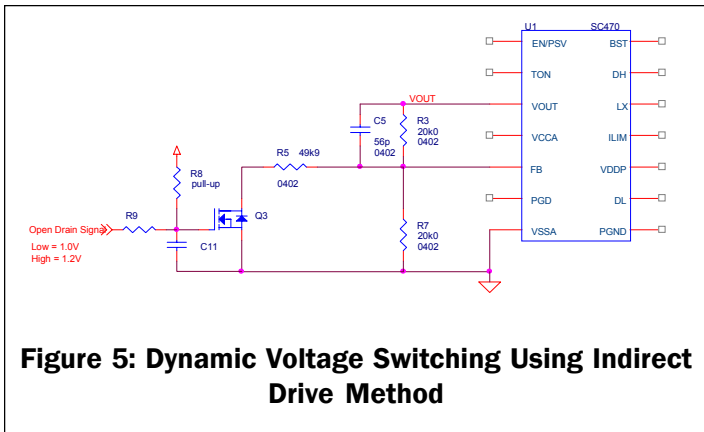 U1 SC470
EN/PSV BST
TON DH
VOUT
VOUT LX
C5 R3
56p 20k0
0402 0402
VCCA ILIM
R5 49k9
0402
FB VDDP
R8
pull-up
Q3
PGD DL
R9
Open Drain Signal
R7
20k0
0402
VSSA PGND
Low = 1.0V
High = 1.2V
C11
Figure 5: Dynamic Voltage Switching Using Indirect
Drive Method